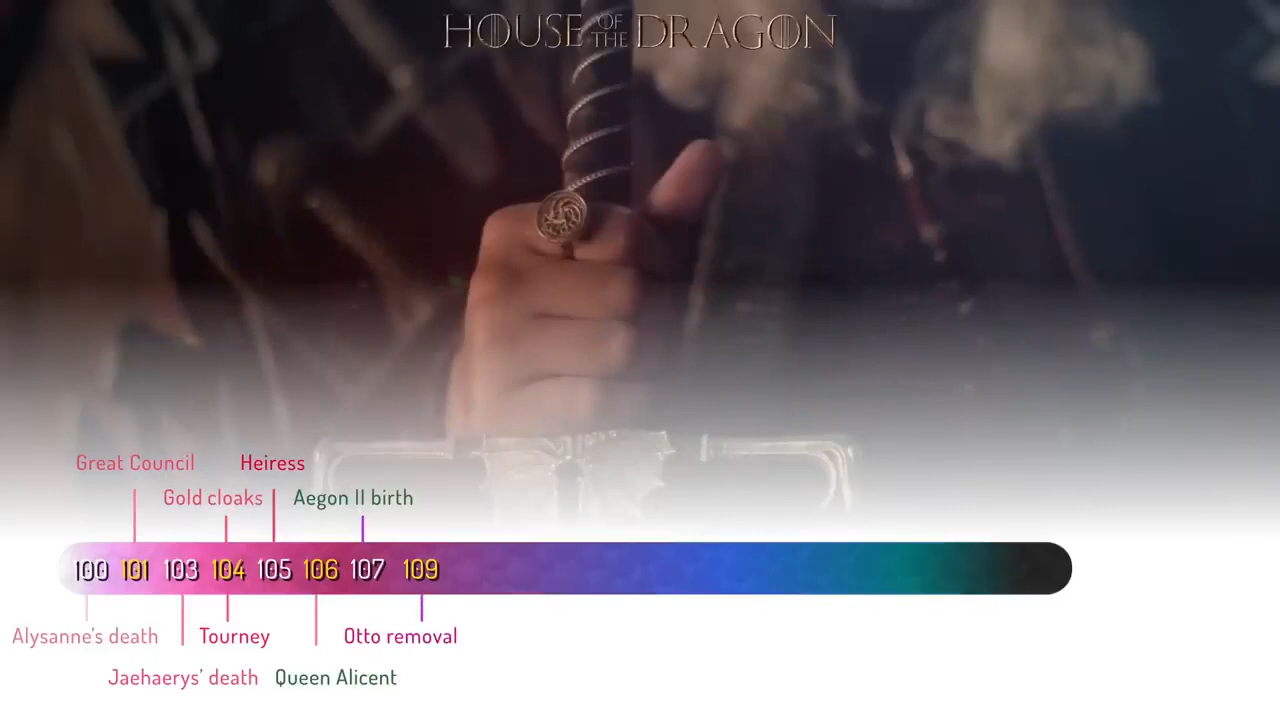 HOUSE OF THE DRAGON
Great Council
Heiress
Gold cloaks
Aegon II birth
100 101 103 104 105 106 107 109
Alysanne's death
Tourney
Otto removal
Jaehaerys' death
Queen Alicent